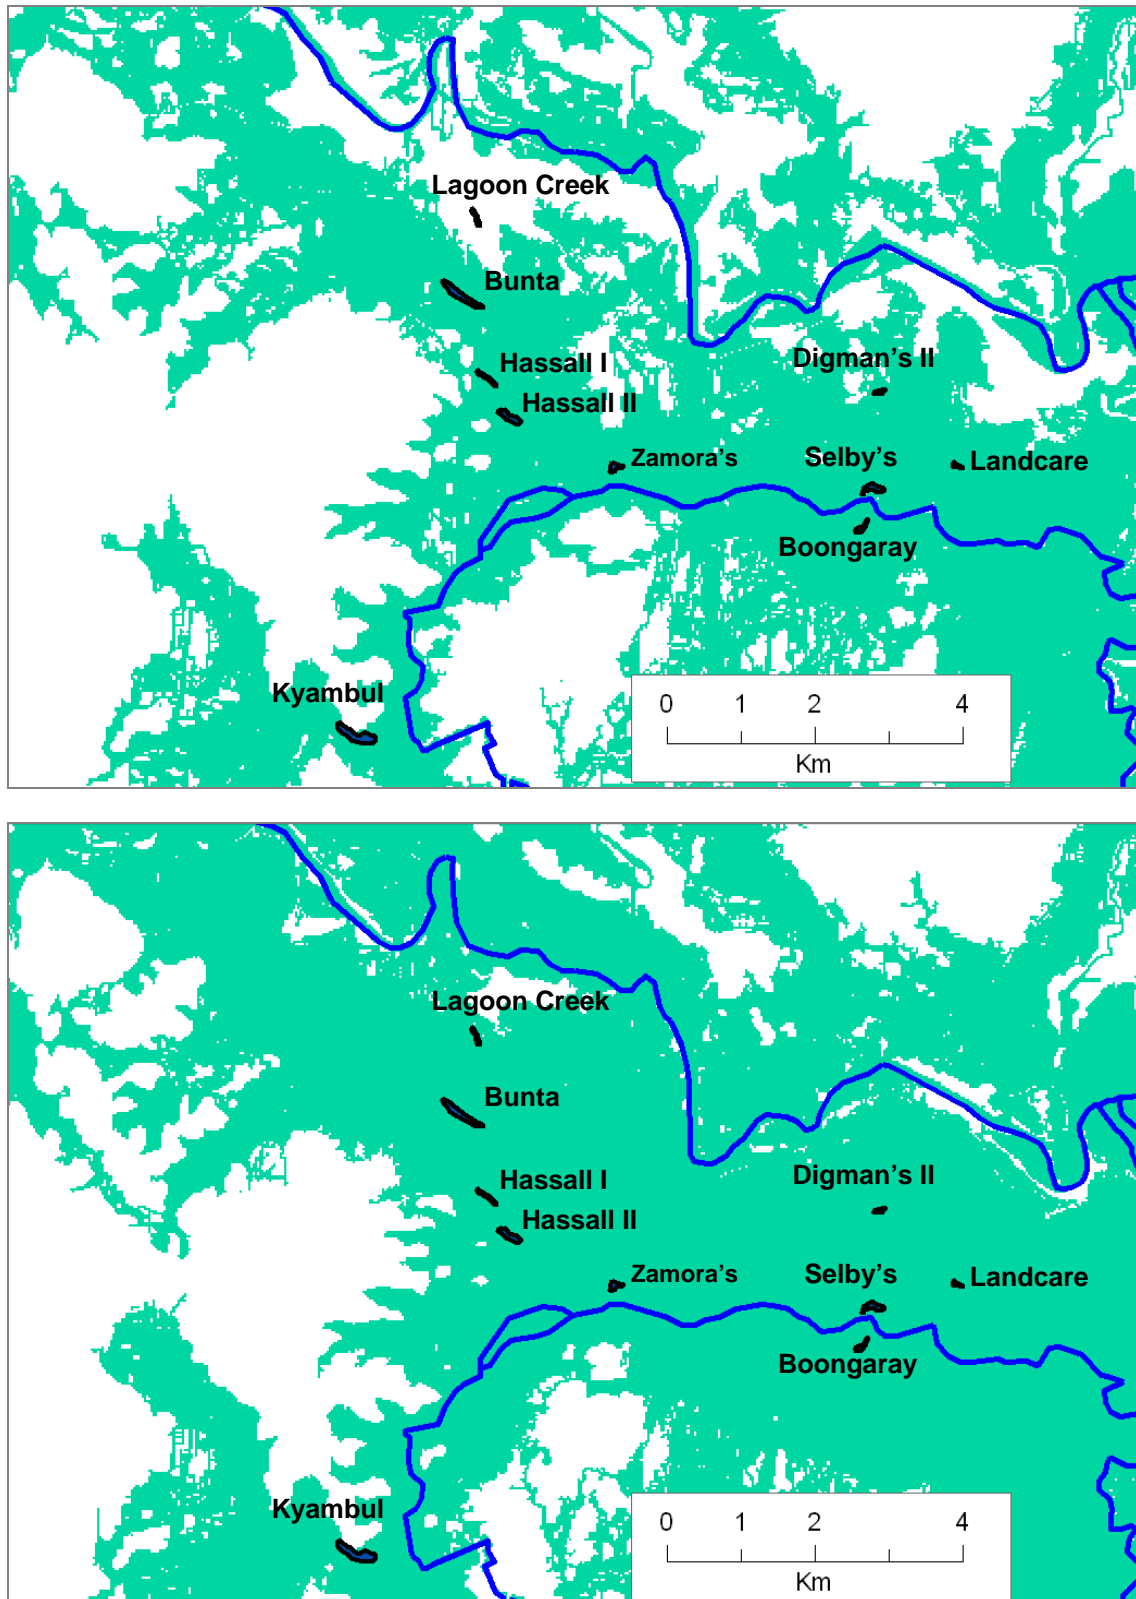 Lagoon Creek
Bunta
Hassall I
Digman's II
Hassall II
Zamora's
Selby's
Landcare
Boongaray
Kyambul
0 1 2 4
Km
Lagoon Creek
Bunta
Hassall I
Digman's II
Hassall II
Zamora's
Selby's
Landcare
Boongaray
Kyambul
0 1 2 4
Km